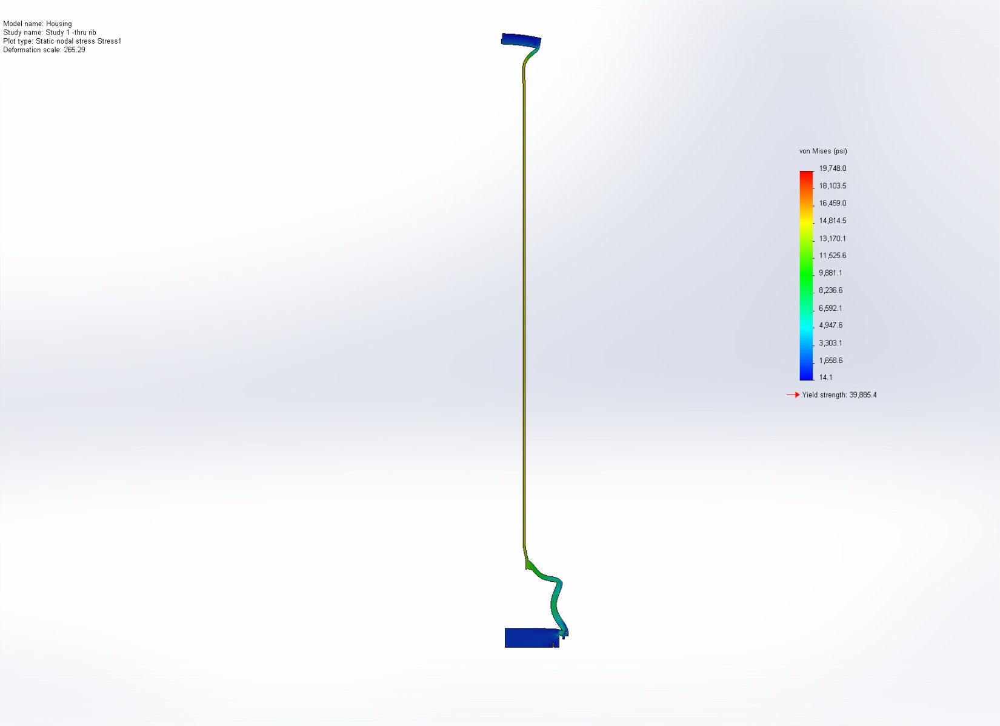 Model name: Housing
Study name: Study 1 -thru rib
Plot type: Static nodal stress Stress1
Deformation scale: 265.29
von Mises (psi)
19,748.0
18,103.5
16,459.0
14,814.5
13,170.1
11,525.6
9,881.1
8,236.6
6,592.1
4,947.6
3,303.1
1,658.6
14.1
Yield strength: 39,885.4